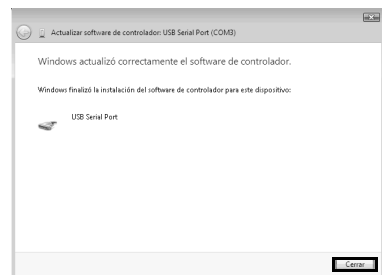 Actualizar software de controlador: USB Serial Port (COM3)
Windows actualizó correctamente el software de controlador.
Windows finalizó la instalación del software de controlador para este dispositivo:
USB Serial Port
Cerrar